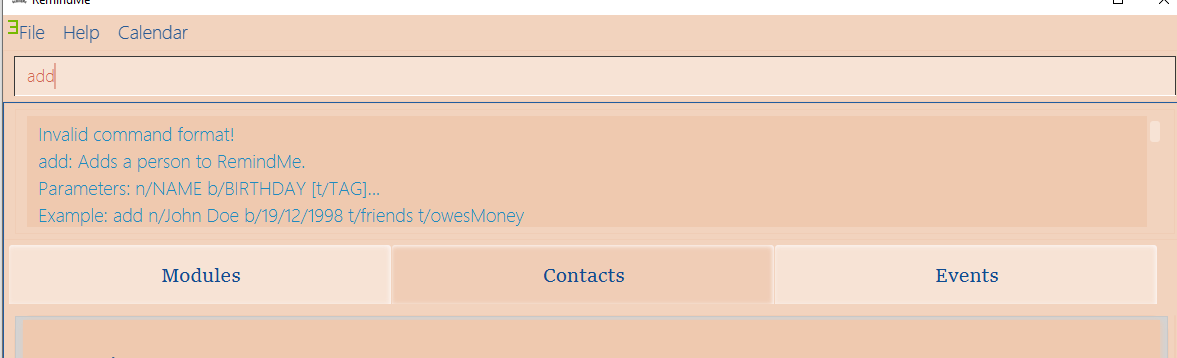 RemindMe
File Help Calendar
add
Invalid command format!
add: Adds a person to RemindMe.
Parameters: n/NAME b/BIRTHDAY [t/TAG]...
Example: add n/John Doe b/19/12/1998 t/friends t/owesMoney
Modules Contacts Events